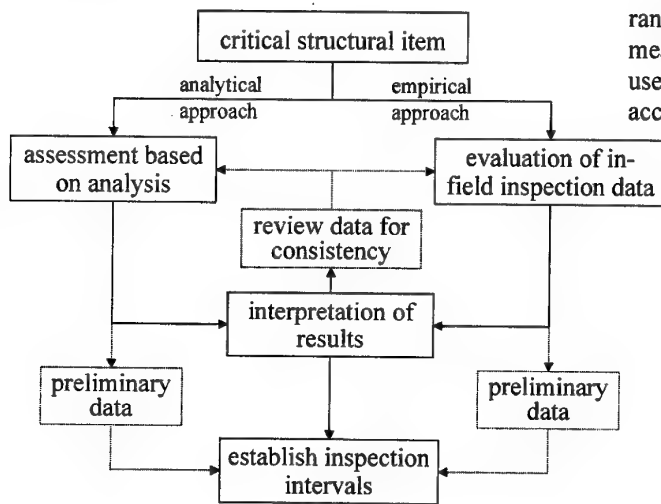 critical structural item
analytical
approach
empirical
approach
assessment based
on analysis
evaluation of in-
field inspection data
review data for
consistency
interpretation of
results
preliminary
data
preliminary
data
establish inspection
intervals
ran
me
use
acc